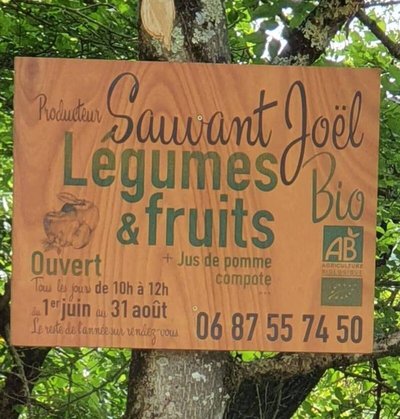 Producteur Sauvant Joël
Légumes Bio
& fruits
+ Jus de pomme
compote
...
Ouvert
Tous les jours de 10h à 12h
du 1er juin au 31 août
Le reste de l'année sur rendez-vous
AB
AGRICULTURE
BIOLOGIQUE
06 87 55 74 50